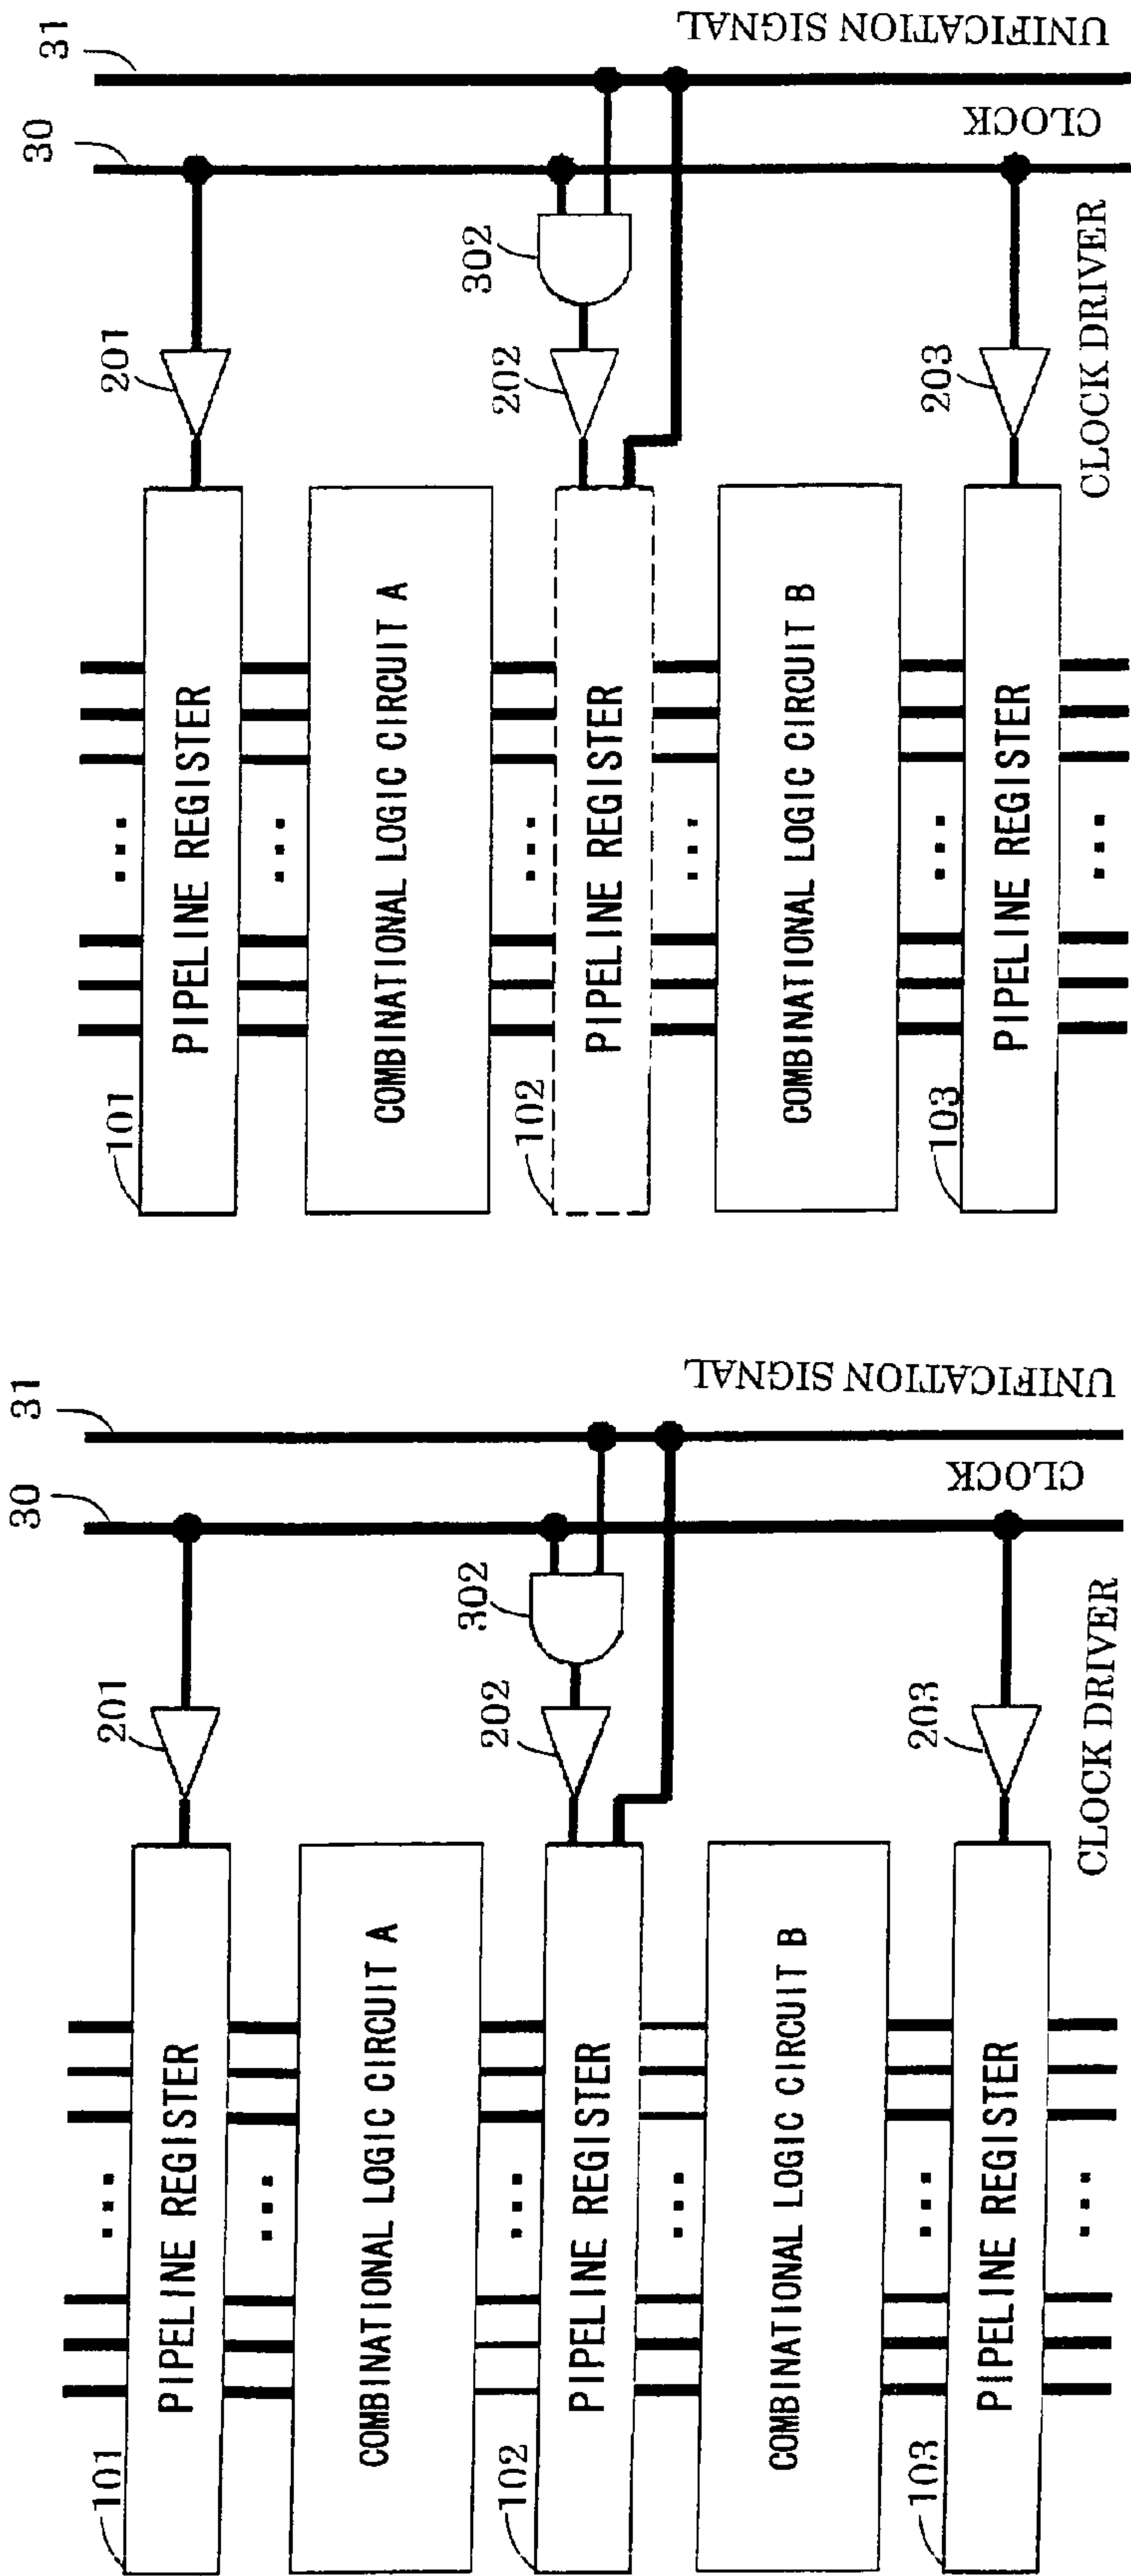 101
PIPELINE REGISTER
201
30
31
COMBINATIONAL LOGIC CIRCUIT A
...
102
PIPELINE REGISTER
202
302
...
COMBINATIONAL LOGIC CIRCUIT B
...
103
PIPELINE REGISTER
203
...
CLOCK DRIVER
CLOCK
UNIFICATION SIGNAL
101
PIPELINE REGISTER
201
30
31
COMBINATIONAL LOGIC CIRCUIT A
...
102
PIPELINE REGISTER
202
302
...
COMBINATIONAL LOGIC CIRCUIT B
...
103
PIPELINE REGISTER
203
...
CLOCK DRIVER
CLOCK
UNIFICATION SIGNAL